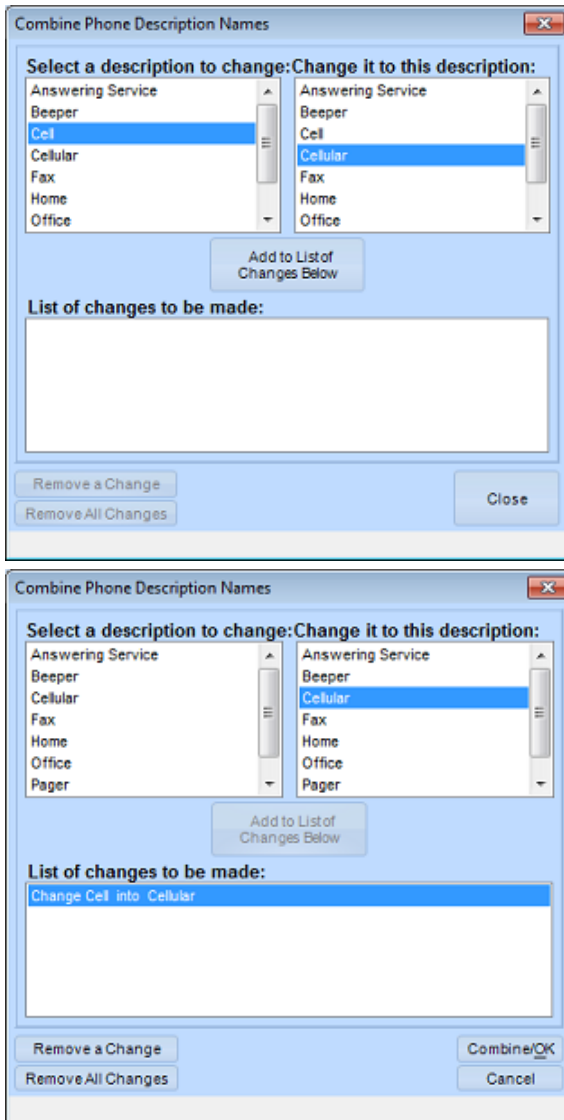 Combine Phone Description Names
Select a description to change: Change it to this description:
Answering Service
Beeper
Cell
Cellular
Fax
Home
Office
Answering Service
Beeper
Cell
Cellular
Fax
Home
Office
Add to List of
Changes Below
List of changes to be made:
Remove a Change
Remove All Changes
Close
Combine Phone Description Names
Select a description to change: Change it to this description:
Answering Service
Beeper
Cellular
Fax
Home
Office
Pager
Answering Service
Beeper
Cellular
Fax
Home
Office
Pager
Add to List of
Changes Below
List of changes to be made:
Change Cell into Cellular
Remove a Change
Remove All Changes
Combine/OK
Cancel